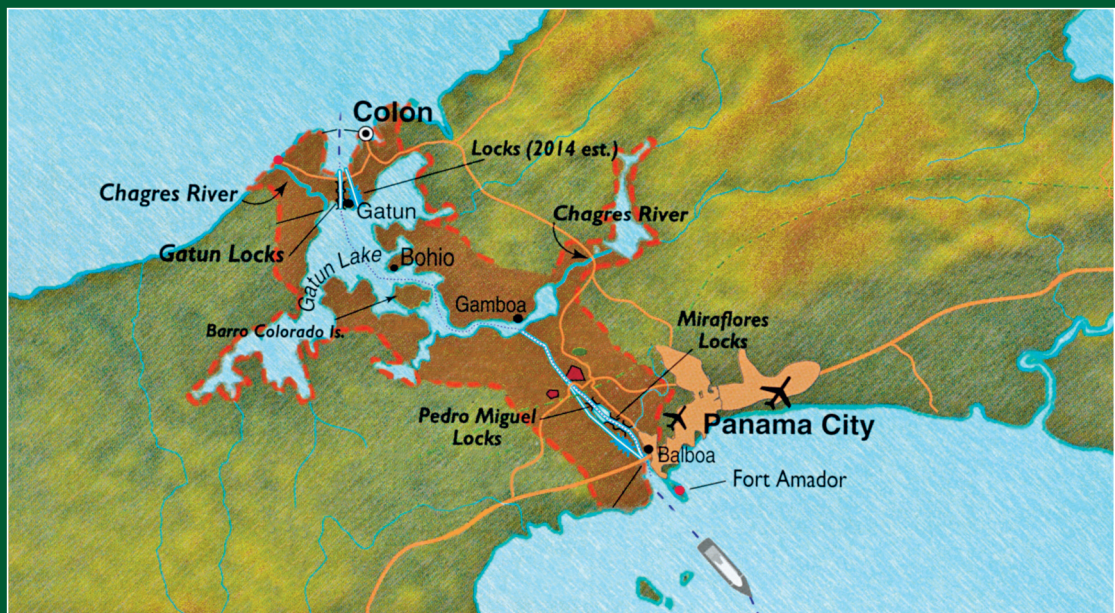 Colon
Locks (2014 est.)
Chagres River
Gatun
Chagres River
Gatun Locks
Gatun Lake
Bohio
Gamboa
Barro Colorado Is.
Miraflores
Locks
Pedro Miguel
Locks
Panama City
Balboa
Fort Amador